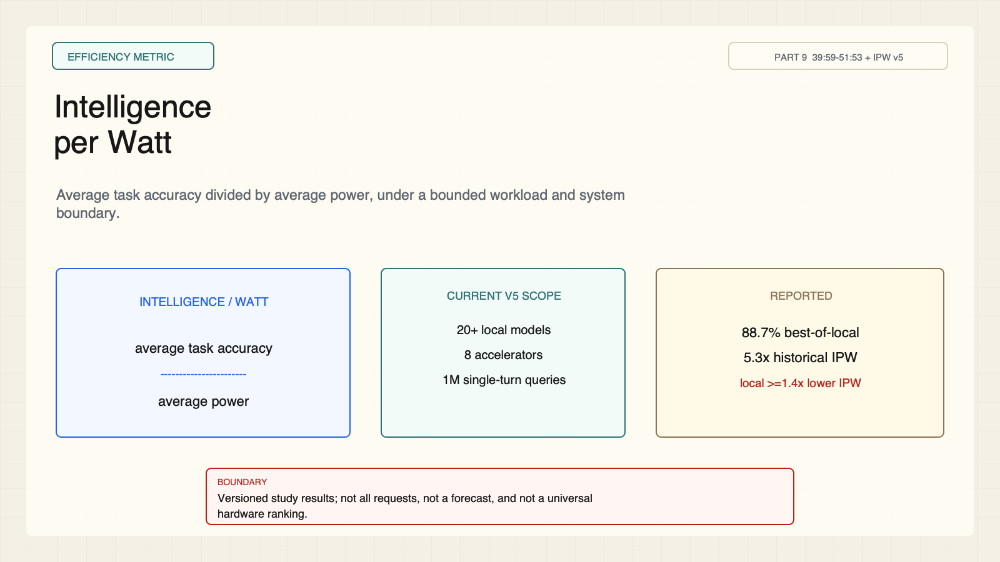 EFFICIENCY METRIC
PART 9 39:59-51:53 + IPW v5
Intelligence
per Watt
Average task accuracy divided by average power, under a bounded workload and system
boundary.
INTELLIGENCE / WATT
average task accuracy
-----------------------
average power
CURRENT V5 SCOPE
20+ local models
8 accelerators
1M single-turn queries
REPORTED
88.7% best-of-local
5.3x historical IPW
local >=1.4x lower IPW
BOUNDARY
Versioned study results; not all requests, not a forecast, and not a universal
hardware ranking.